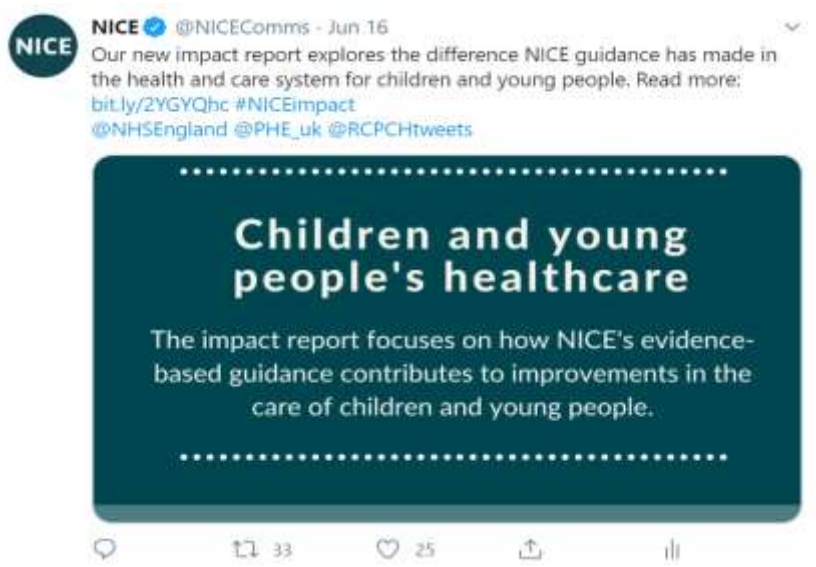 NICE
NICE @NICEComms · Jun 16
Our new impact report explores the difference NICE guidance has made in
the health and care system for children and young people. Read more:
bit.ly/2YGYQhc #NICEimpact
@NHSEngland @PHE_uk @RCPCHtweets
Children and young
people's healthcare
The impact report focuses on how NICE's evidence-
based guidance contributes to improvements in the
care of children and young people.
33 25